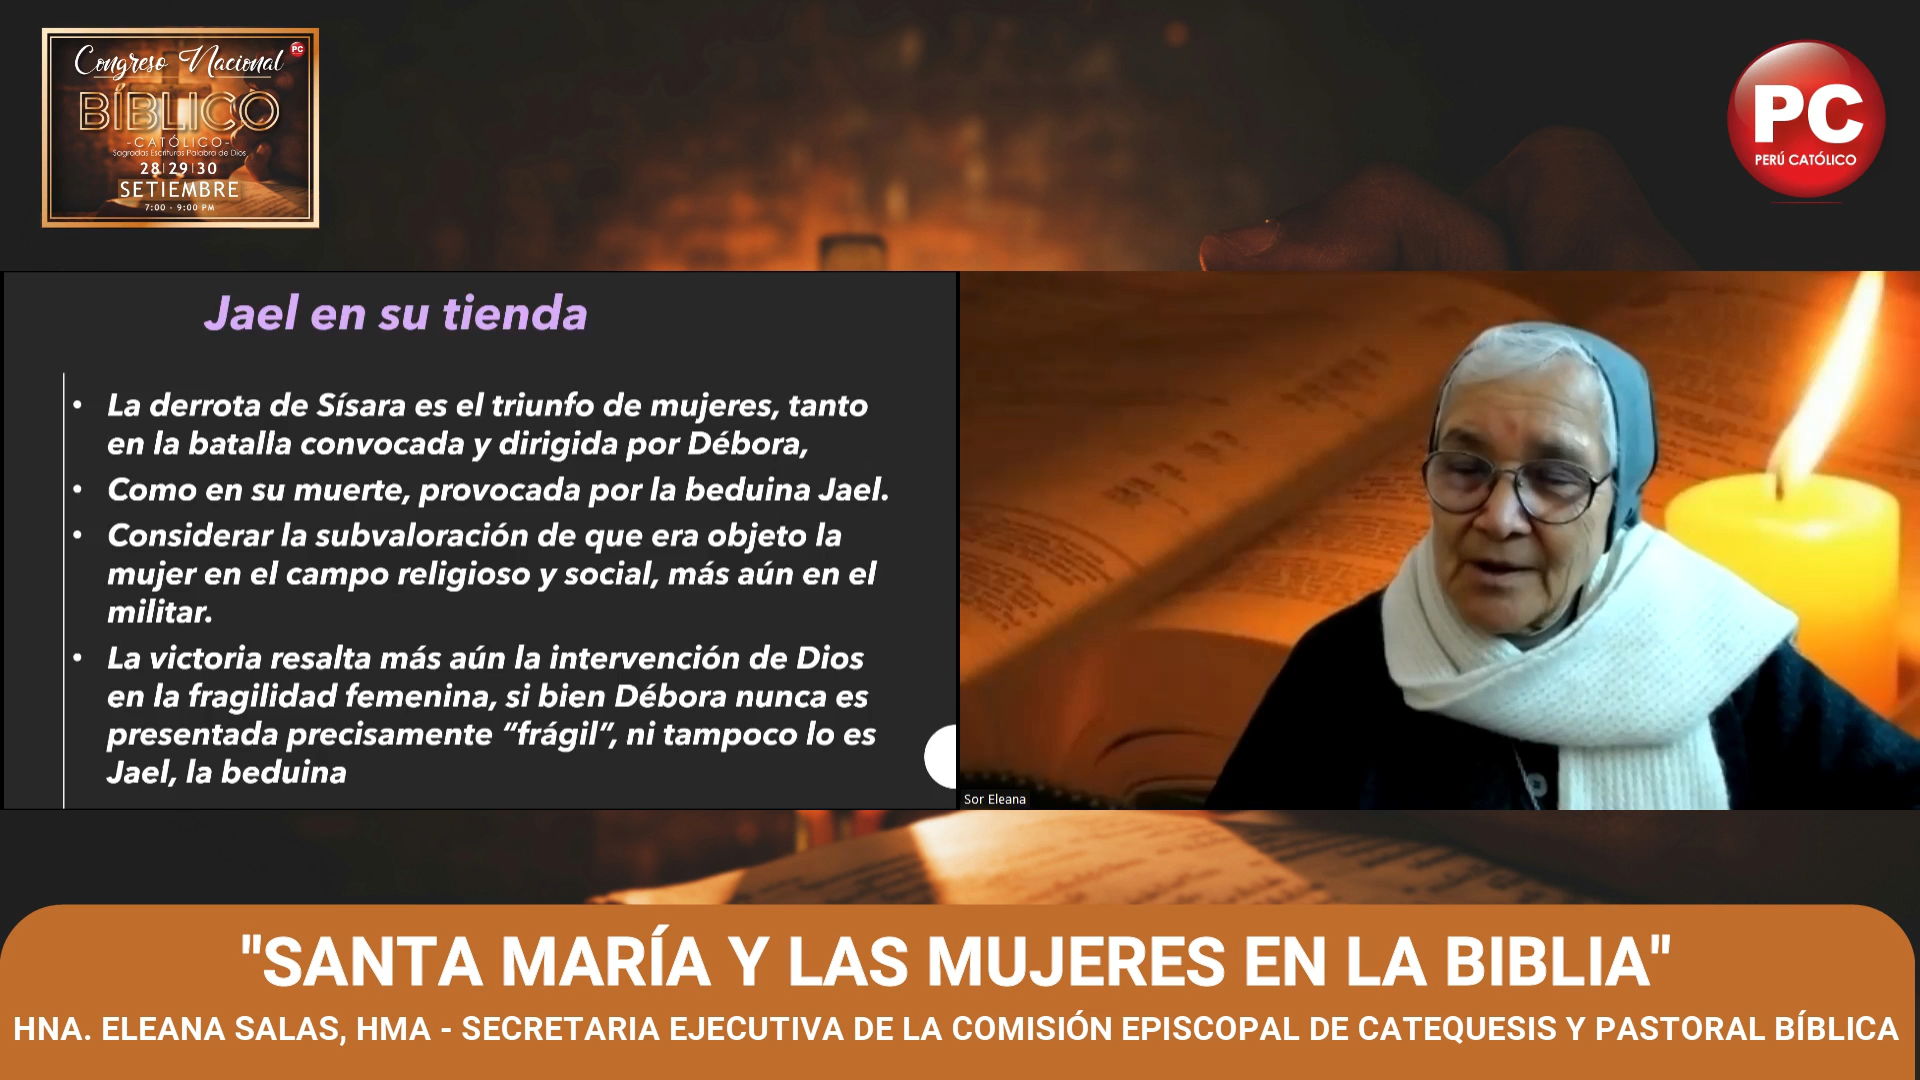 Congreso Nacional
PC
BÍBLICO
-CATÓLICO-
Sagradas Escrituras Palabra de Dios
28|29|30
SETIEMBRE
7:00 - 9:00 PM
PC
PERÚ CATÓLICO
Jael en su tienda
• La derrota de Sísara es el triunfo de mujeres, tanto
en la batalla convocada y dirigida por Débora,
• Como en su muerte, provocada por la beduina Jael.
• Considerar la subvaloración de que era objeto la
mujer en el campo religioso y social, más aún en el
militar.
• La victoria resalta más aún la intervención de Dios
en la fragilidad femenina, si bien Débora nunca es
presentada precisamente “frágil”, ni tampoco lo es
Jael, la beduina
Sor Eleana
"SANTA MARÍA Y LAS MUJERES EN LA BIBLIA"
HNA. ELEANA SALAS, HMA - SECRETARIA EJECUTIVA DE LA COMISIÓN EPISCOPAL DE CATEQUESIS Y PASTORAL BÍBLICA